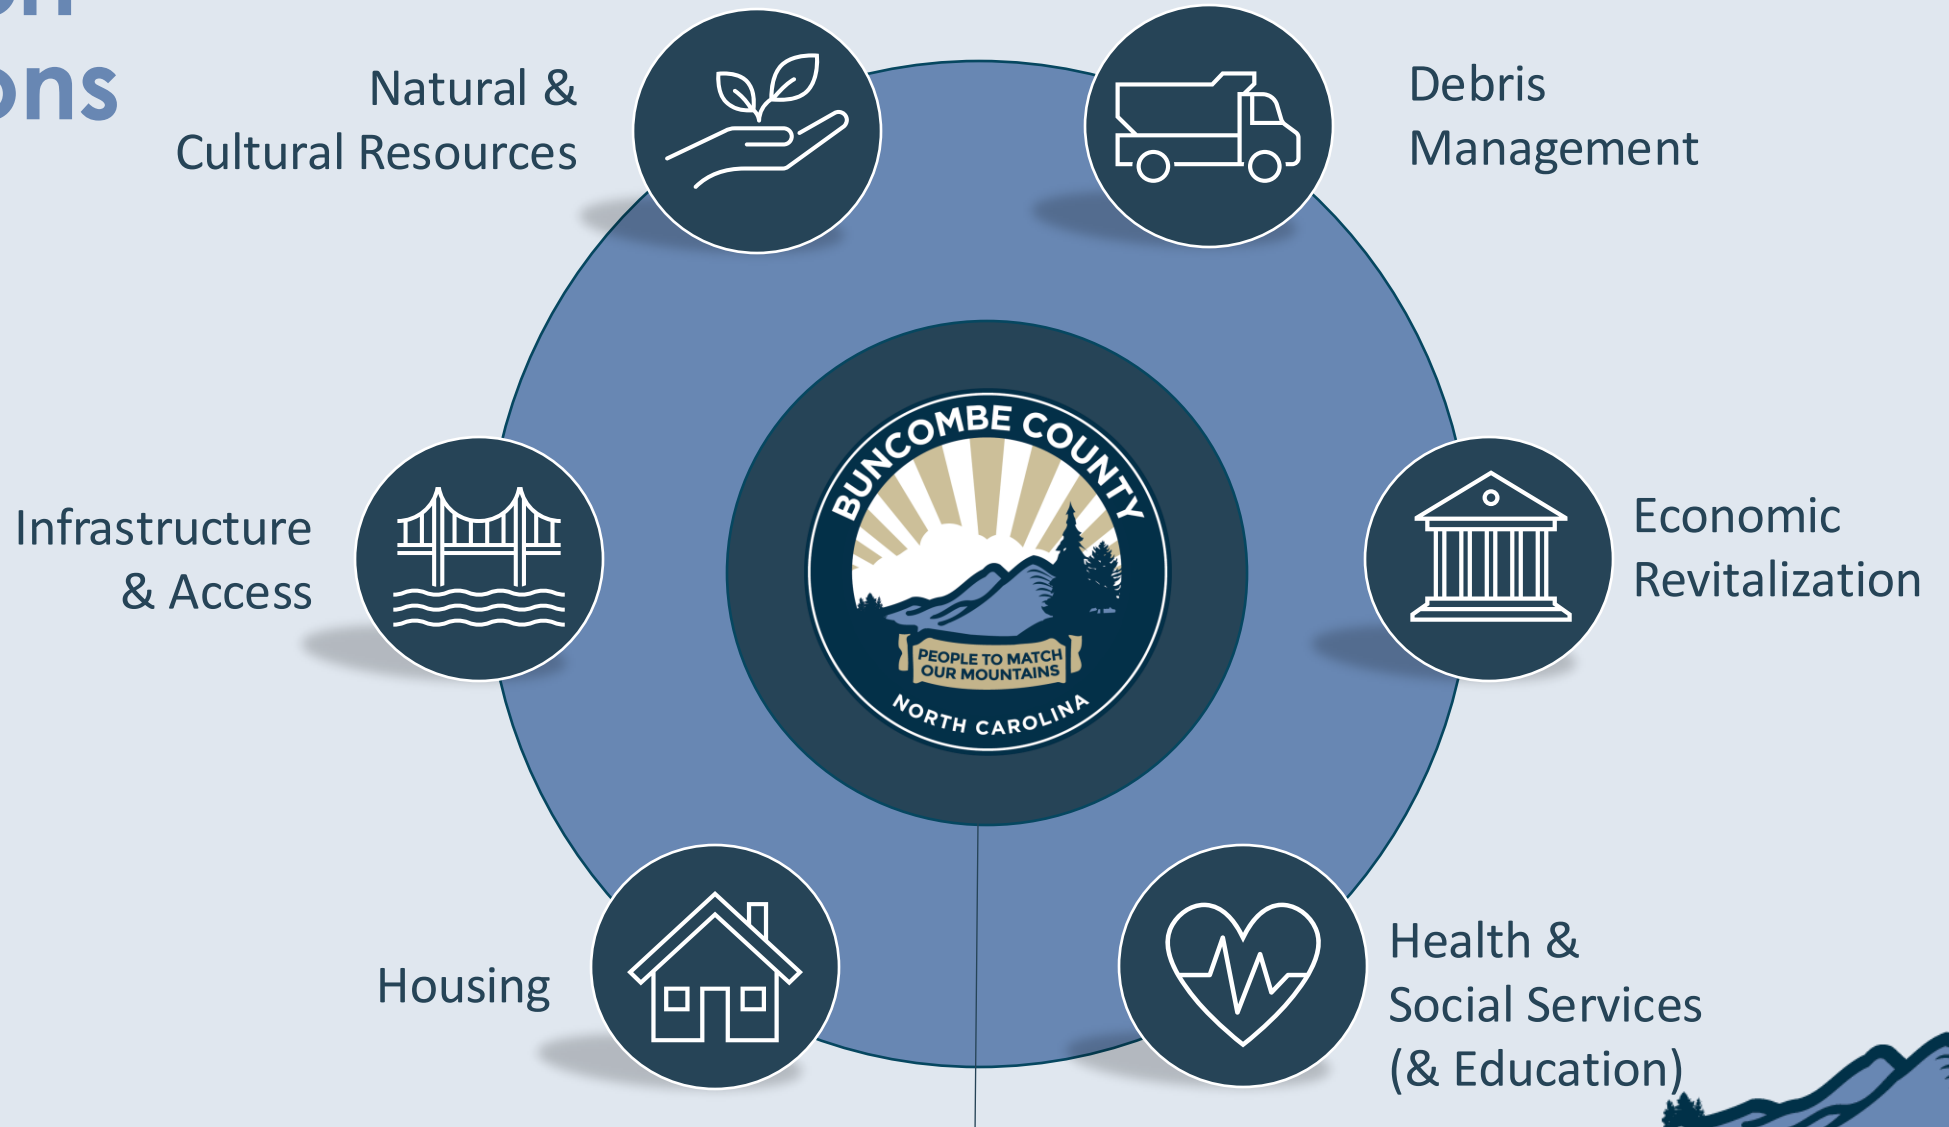 Natural &
Cultural Resources
Debris
Management
Infrastructure
& Access
BUNCOMBE COUNTY
PEOPLE TO MATCH
OUR MOUNTAINS
NORTH CAROLINA
Economic
Revitalization
Housing
Health &
Social Services
(& Education)